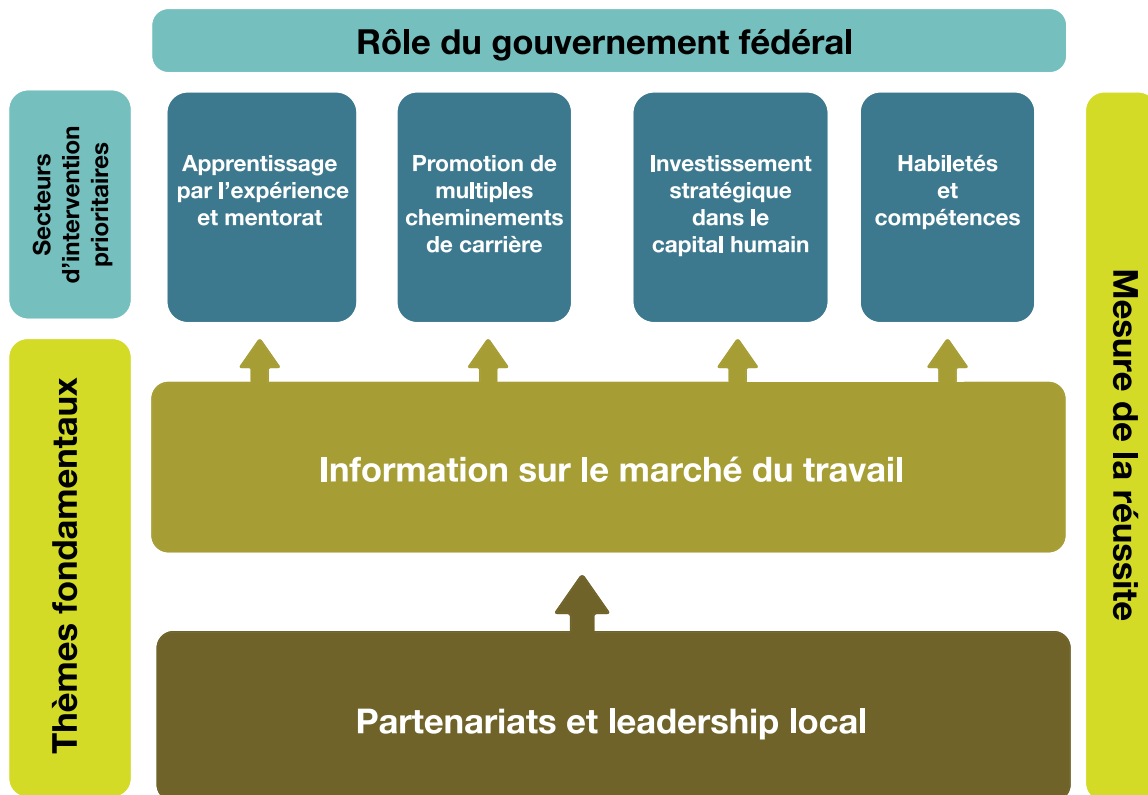 Rôle du gouvernement fédéral
Secteurs
d’intervention
prioritaires
Apprentissage
par l’expérience
et mentorat
Promotion de
multiples
cheminements
de carrière
Investissement
stratégique
dans le
capital humain
Habiletés
et
compétences
Mesure de la réussite
Thèmes fondamentaux
Information sur le marché du travail
Partenariats et leadership local